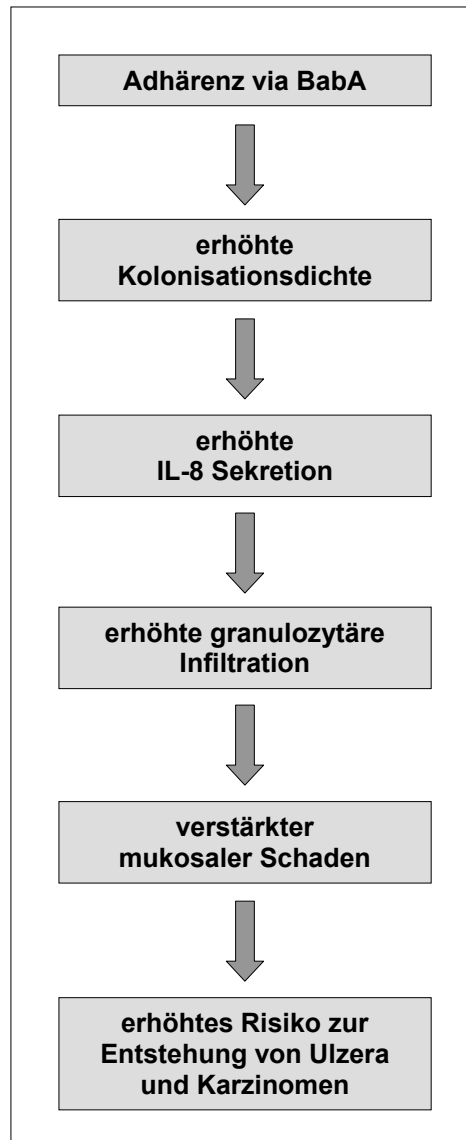 Adhärenz via BabA
erhöhte
Kolonisationsdichte
erhöhte
IL-8 Sekretion
erhöhte granulozytäre
Infiltration
verstärkter
mukosaler Schaden
erhöhtes Risiko zur
Entstehung von Ulzera
und Karzinomen